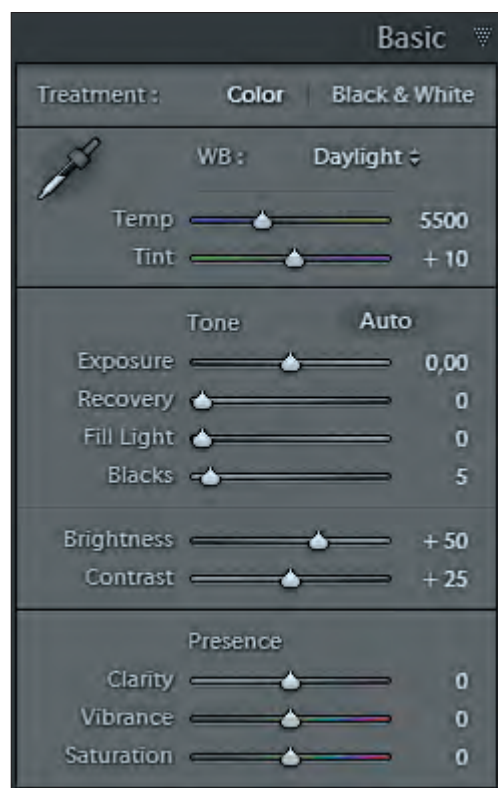 Basic
Treatment : Color | Black & White
WB : Daylight
Temp 5500
Tint + 10
Tone Auto
Exposure 0,00
Recovery 0
Fill Light 0
Blacks 5
Brightness + 50
Contrast + 25
Presence
Clarity 0
Vibrance 0
Saturation 0